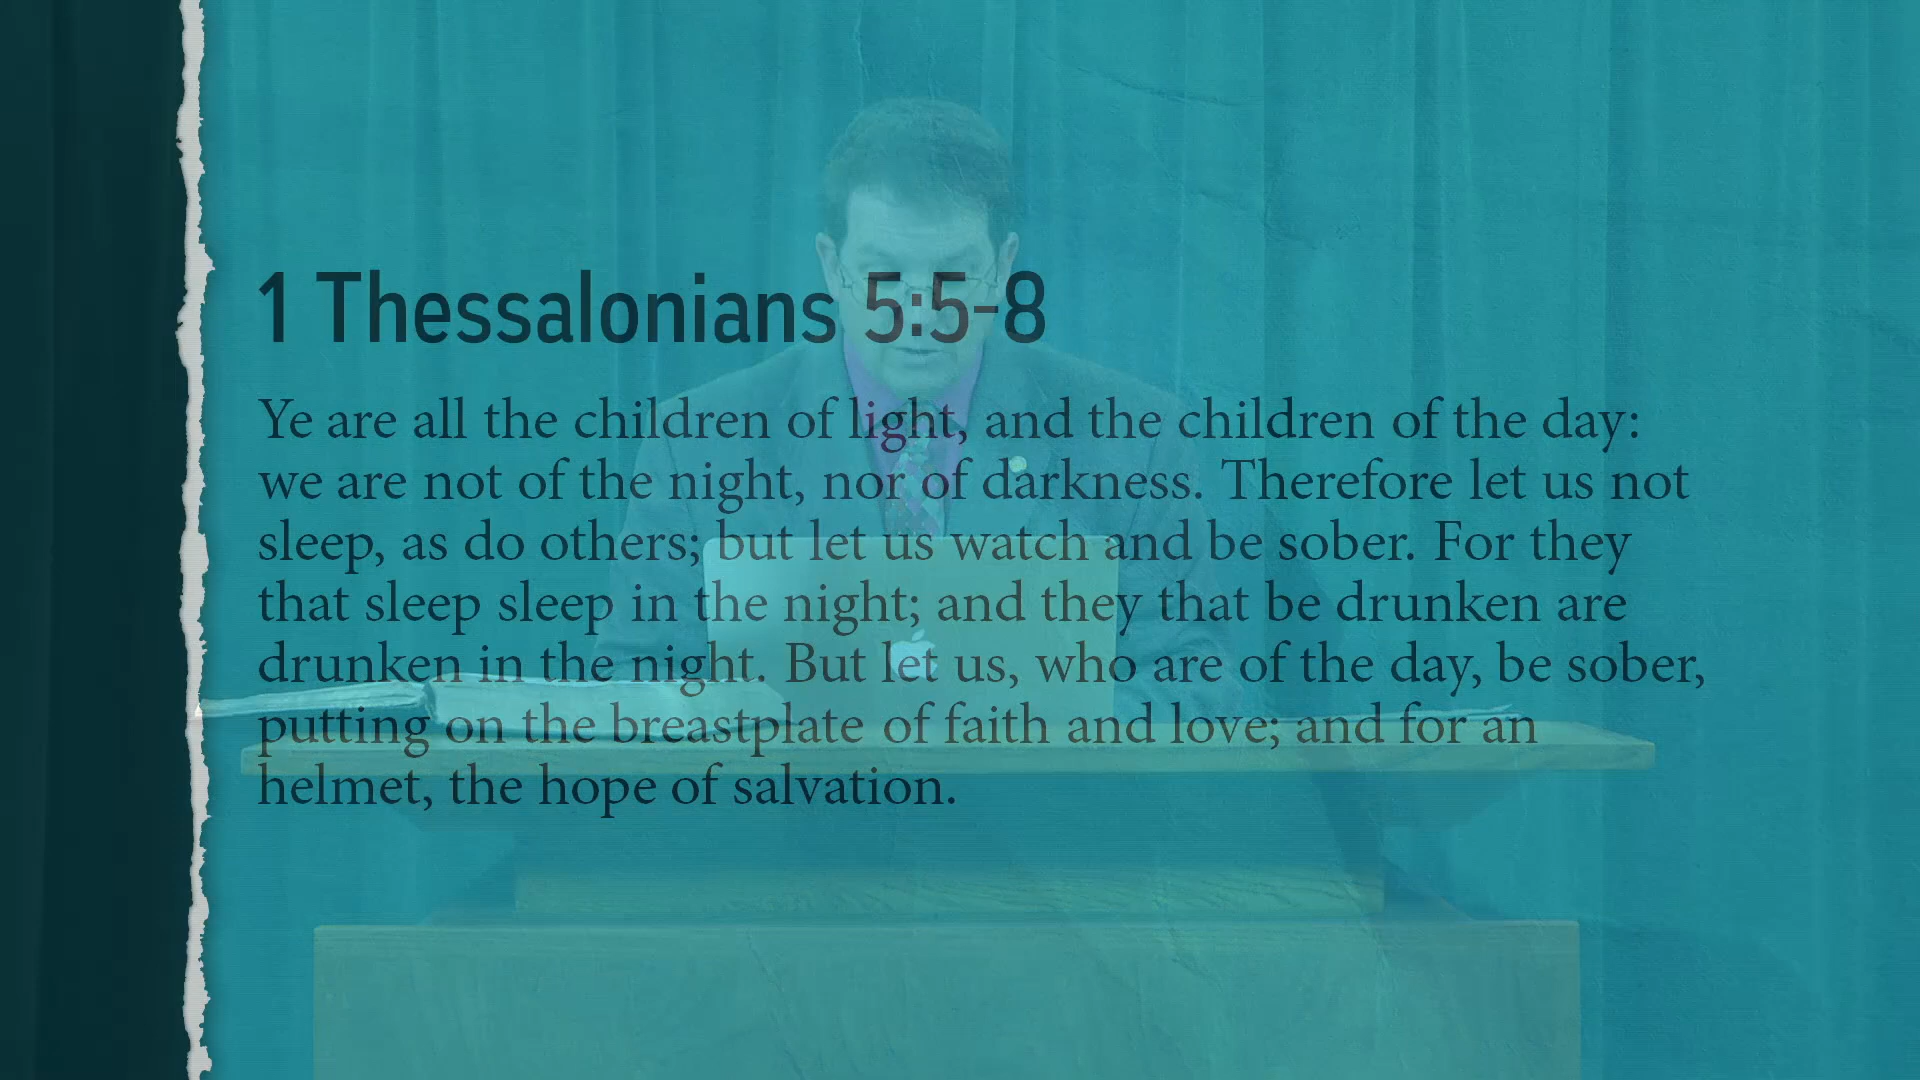 1 Thessalonians 5:5-8
Ye are all the children of light, and the children of the day:
we are not of the night, nor of darkness. Therefore let us not
sleep, as do others; but let us watch and be sober. For they
that sleep sleep in the night; and they that be drunken are
drunken in the night. But let us, who are of the day, be sober,
putting on the breastplate of faith and love; and for an
helmet, the hope of salvation.